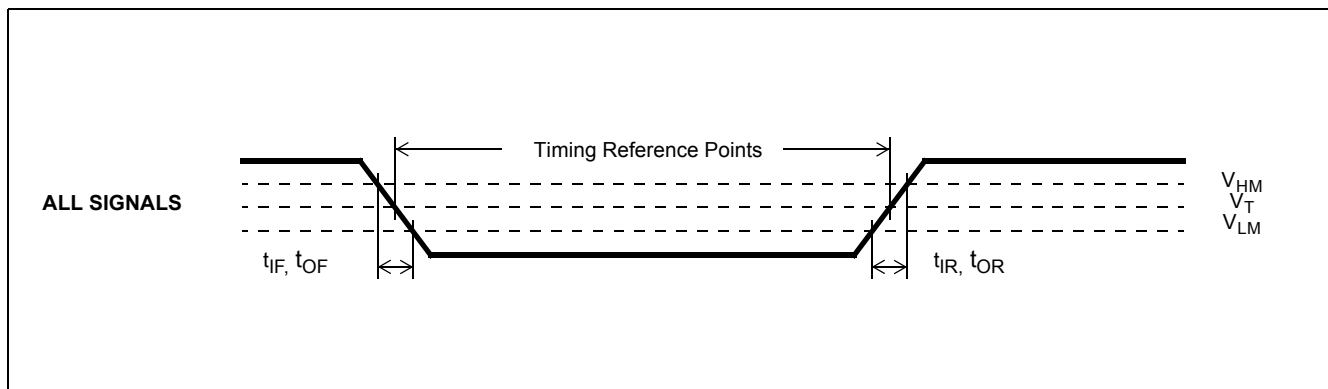 Timing Reference Points
ALL SIGNALS
VHM
VT
VLM
tIF, tOF
tIR, tOR